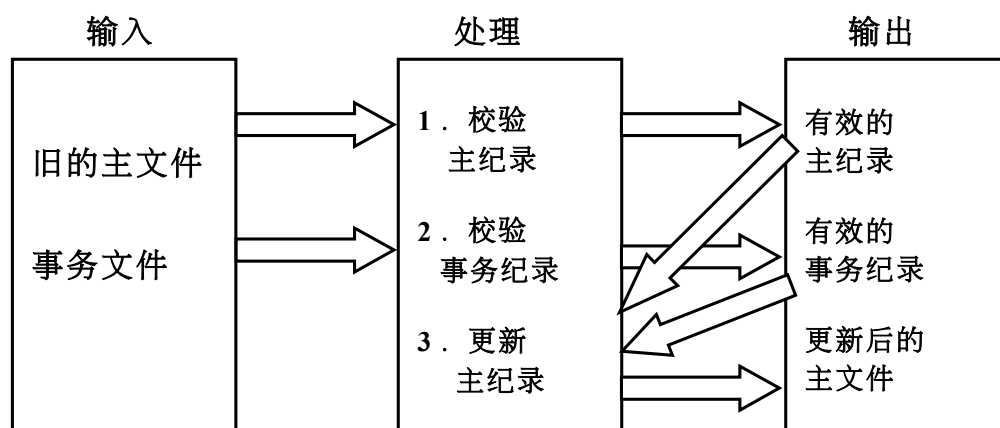 输入
处理
输出
旧的主文件
事务文件
1．校验
主纪录
2．校验
事务纪录
3．更新
主纪录
有效的
主纪录
有效的
事务纪录
更新后的
主文件